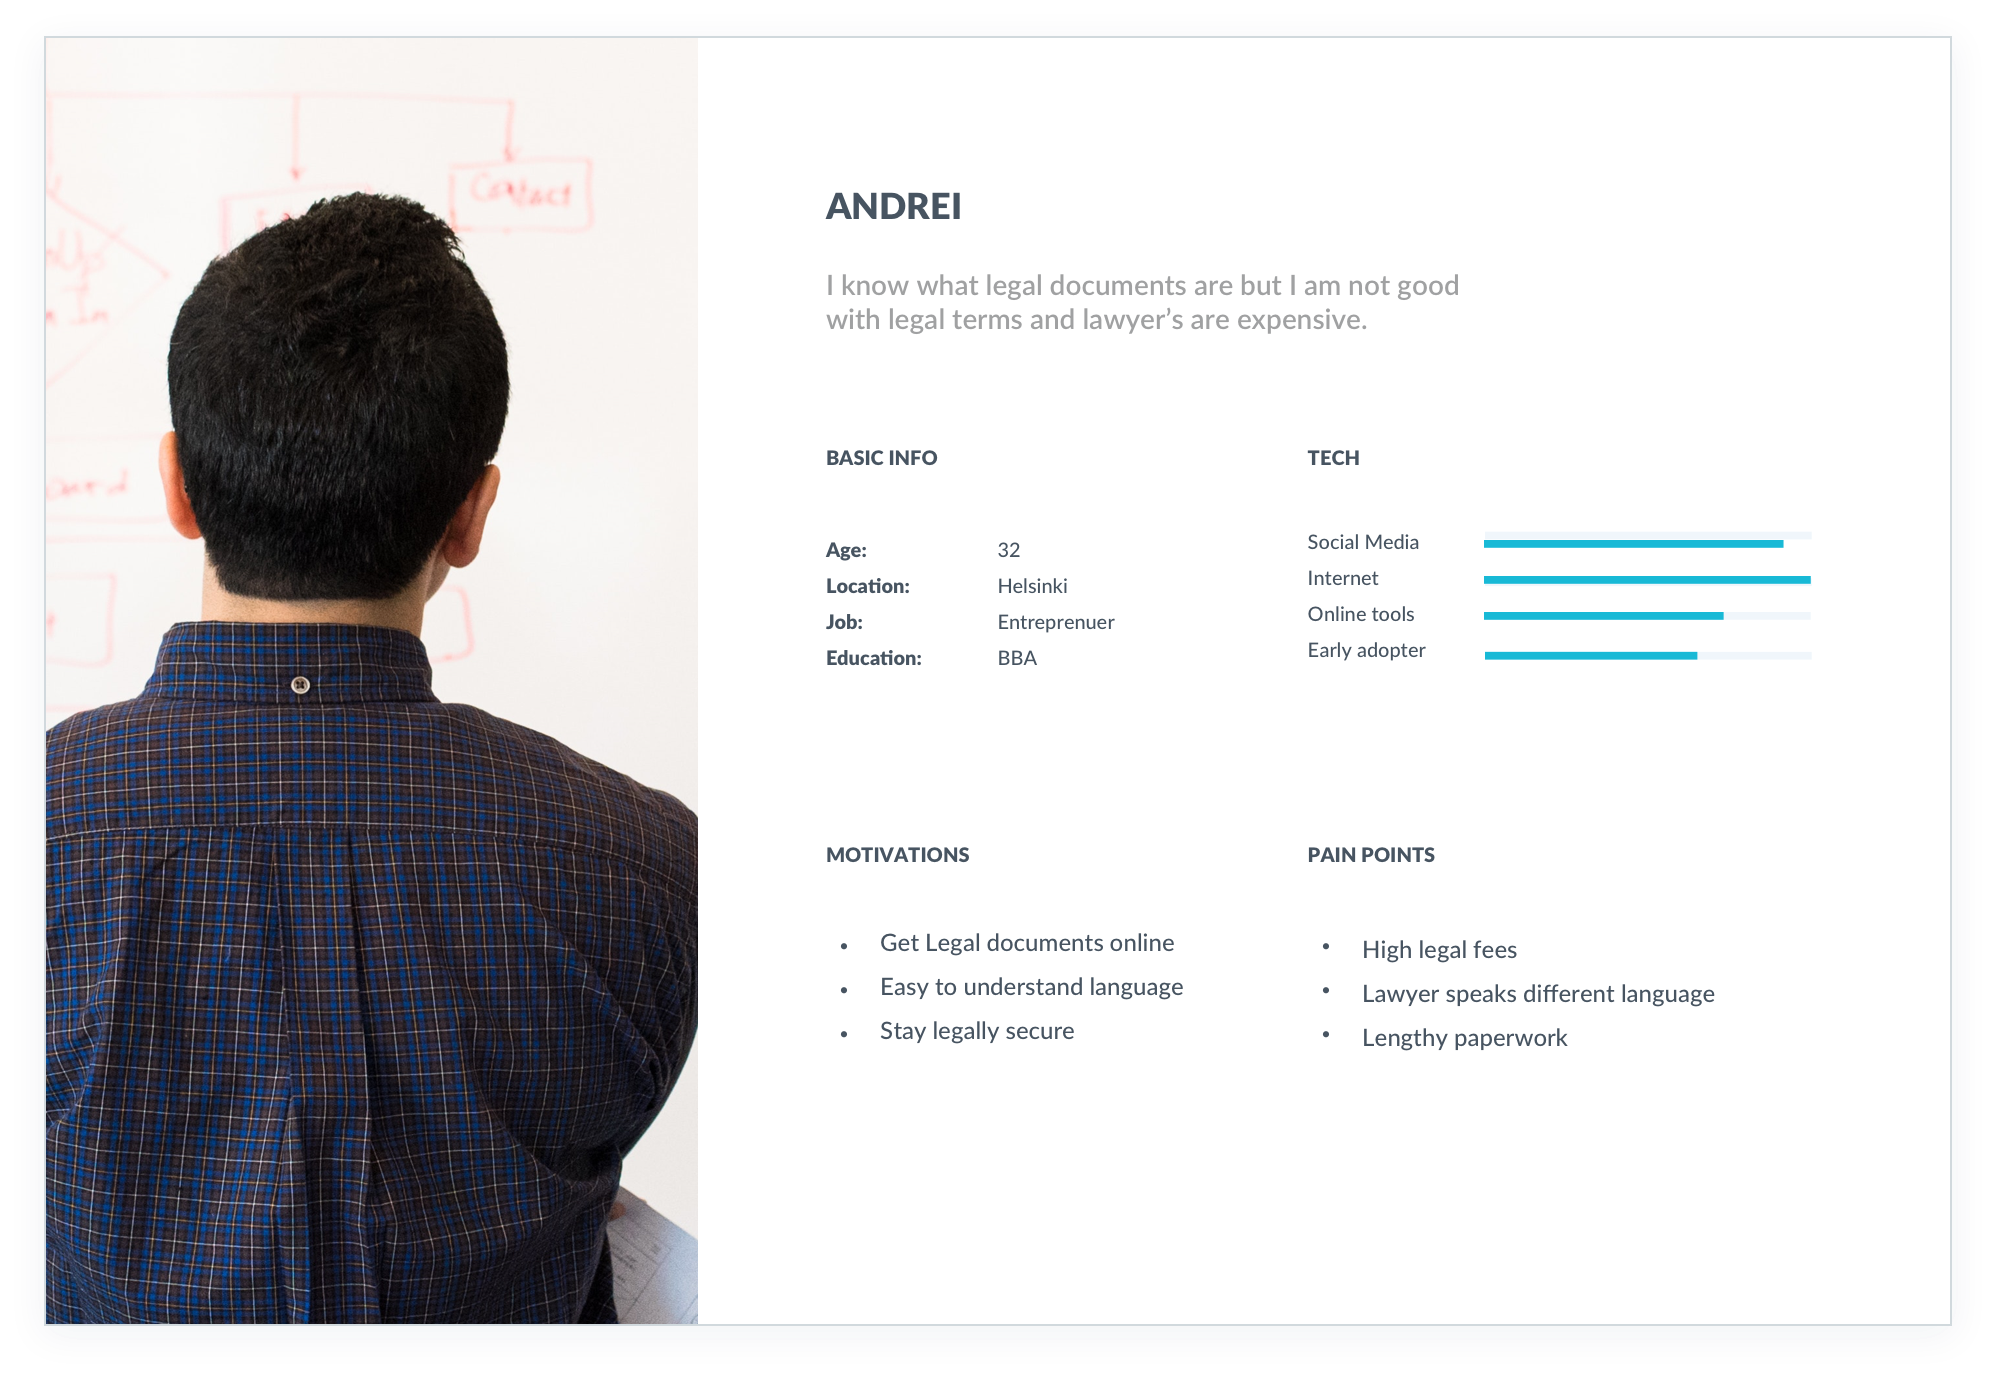 Contact
In
ANDREI
I know what legal documents are but I am not good
with legal terms and lawyer’s are expensive.
BASIC INFO
Age: 32
Location: Helsinki
Job: Entreprenuer
Education: BBA
TECH
Social Media
Internet
Online tools
Early adopter
MOTIVATIONS
• Get Legal documents online
• Easy to understand language
• Stay legally secure
PAIN POINTS
• High legal fees
• Lawyer speaks different language
• Lengthy paperwork